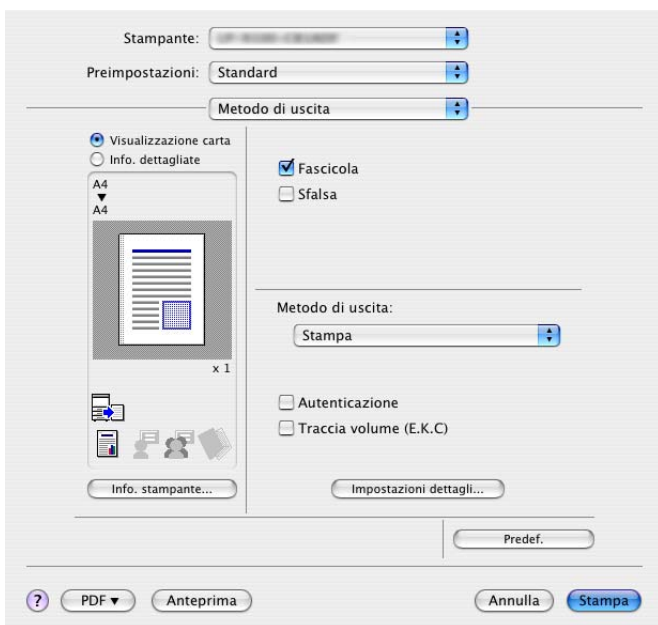 Stampante:
Preimpostazioni: Standard
Metodo di uscita
Visualizzazione carta
Info. dettagliate
A4
A4
x 1
Info. stampante...
Fascicola
Sfalsa
Metodo di uscita:
Stampa
Autenticazione
Traccia volume (E.K.C)
Impostazioni dettagli...
Predef.
? PDF Anteprima Annulla Stampa